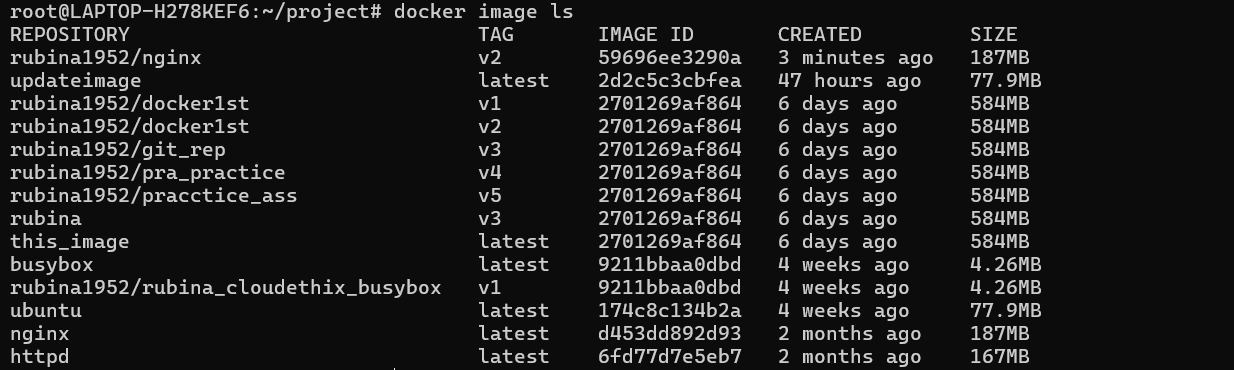 root@LAPTOP-H278KEF6:~/project# docker image ls
REPOSITORY TAG IMAGE ID CREATED SIZE
rubina1952/nginx v2 59696ee3290a 3 minutes ago 187MB
updateimage latest 2d2c5c3cbfea 47 hours ago 77.9MB
rubina1952/docker1st v1 2701269af864 6 days ago 584MB
rubina1952/docker1st v2 2701269af864 6 days ago 584MB
rubina1952/git_rep v3 2701269af864 6 days ago 584MB
rubina1952/pra_practice v4 2701269af864 6 days ago 584MB
rubina1952/pracctice_ass v5 2701269af864 6 days ago 584MB
rubina v3 2701269af864 6 days ago 584MB
this_image latest 2701269af864 6 days ago 584MB
busybox latest 9211bbaa0dbd 4 weeks ago 4.26MB
rubina1952/rubina_cloudethix_busybox v1 9211bbaa0dbd 4 weeks ago 4.26MB
ubuntu latest 174c8c134b2a 4 weeks ago 77.9MB
nginx latest d453dd892d93 2 months ago 187MB
httpd latest 6fd77d7e5eb7 2 months ago 167MB